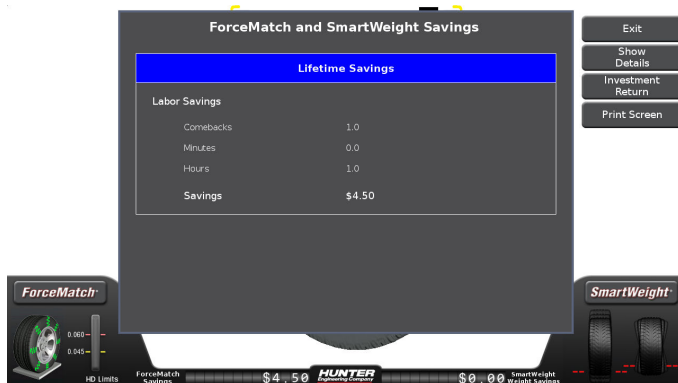 ForceMatch and SmartWeight Savings
Lifetime Savings
Labor Savings
Comebacks 1.0
Minutes 0.0
Hours 1.0
Savings $4.50
Exit
Show
Details
Investment
Return
Print Screen
ForceMatch
0.060
0.045
HD Limits
ForceMatch
Savings
$4.50
HUNTER
Engineering Company
$0.00
SmartWeight
Weight Savings
SmartWeight